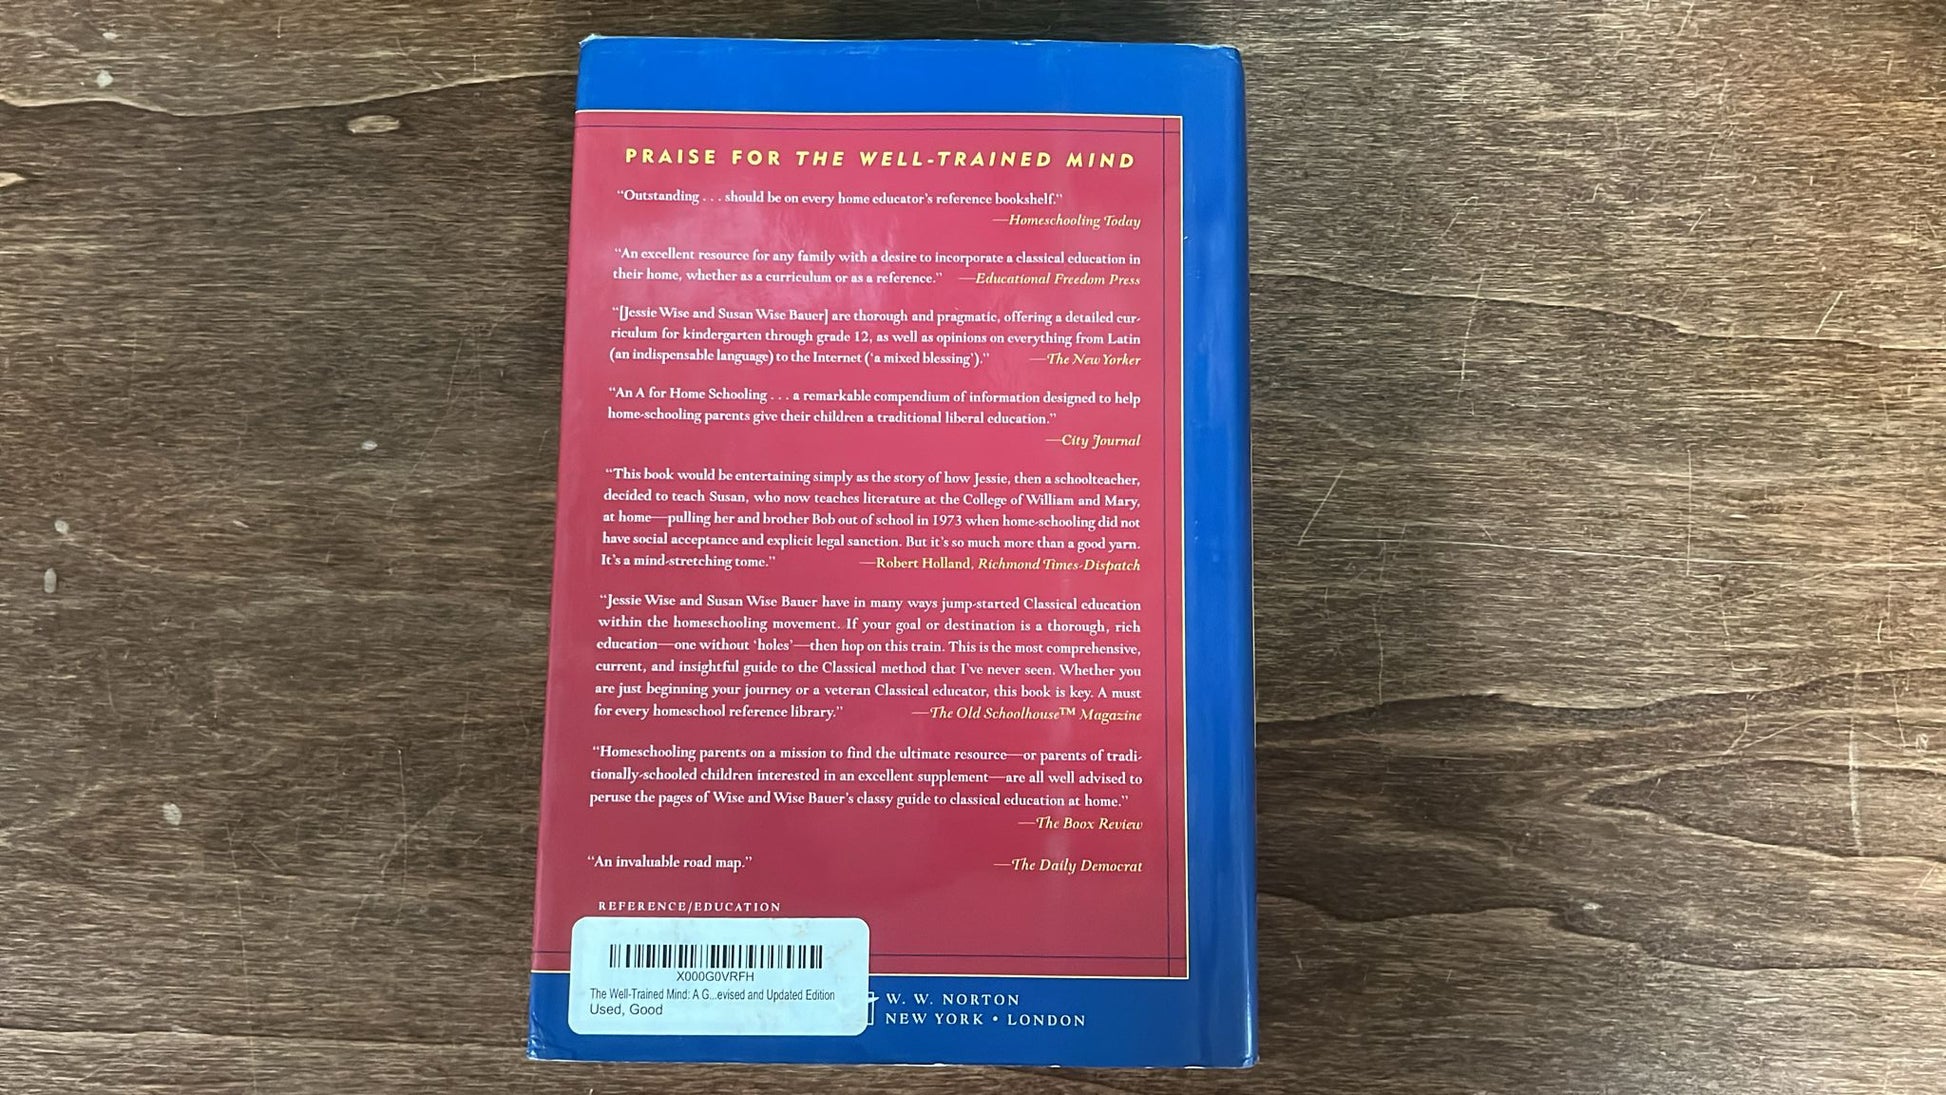 PRAISE FOR THE WELL-TRAINED MIND
“Outstanding . . . should be on every home educator’s reference bookshelf.”
—Homeschooling Today
“An excellent resource for any family with a desire to incorporate a classical education in
their home, whether as a curriculum or as a reference.” —Educational Freedom Press
“[Jessie Wise and Susan Wise Bauer] are thorough and pragmatic, offering a detailed cur-
riculum for kindergarten through grade 12, as well as opinions on everything from Latin
(an indispensable language) to the Internet (‘a mixed blessing’).” —The New Yorker
“An A for Home Schooling . . . a remarkable compendium of information designed to help
home-schooling parents give their children a traditional liberal education.”
—City Journal
“This book would be entertaining simply as the story of how Jessie, then a schoolteacher,
decided to teach Susan, who now teaches literature at the College of William and Mary,
at home—pulling her and brother Bob out of school in 1973 when home-schooling did not
have social acceptance and explicit legal sanction. But it’s so much more than a good yarn.
It’s a mind-stretching tome.” —Robert Holland, Richmond Times-Dispatch
“Jessie Wise and Susan Wise Bauer have in many ways jump-started Classical education
within the homeschooling movement. If your goal or destination is a thorough, rich
education—one without ‘holes’—then hop on this train. This is the most comprehensive,
current, and insightful guide to the Classical method that I’ve never seen. Whether you
are just beginning your journey or a veteran Classical educator, this book is key. A must
for every homeschool reference library.” —The Old Schoolhouse™ Magazine
“Homeschooling parents on a mission to find the ultimate resource—or parents of tradi-
tionally-schooled children interested in an excellent supplement—are all well advised to
peruse the pages of Wise and Wise Bauer’s classy guide to classical education at home.”
—The Boox Review
“An invaluable road map.” —The Daily Democrat
REFERENCE/EDUCATION
X000G0VRFH
The Well-Trained Mind: A G...evised and Updated Edition
Used, Good
W. W. NORTON
NEW YORK • LONDON